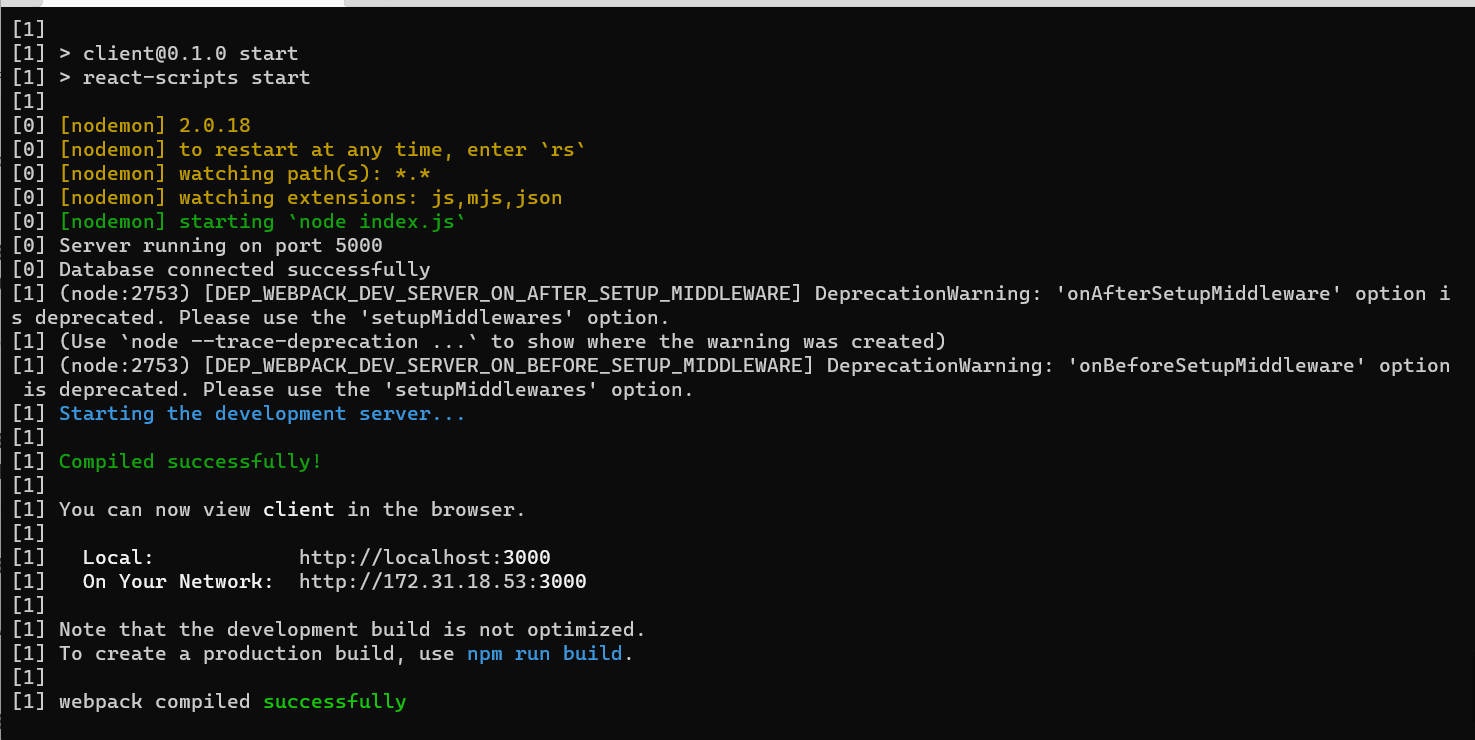 [1]
[1] > client@0.1.0 start
[1] > react-scripts start
[1]
[0] [nodemon] 2.0.18
[0] [nodemon] to restart at any time, enter `rs`
[0] [nodemon] watching path(s): *.*
[0] [nodemon] watching extensions: js,mjs,json
[0] [nodemon] starting `node index.js`
[0] Server running on port 5000
[0] Database connected successfully
[1] (node:2753) [DEP_WEBPACK_DEV_SERVER_ON_AFTER_SETUP_MIDDLEWARE] DeprecationWarning: 'onAfterSetupMiddleware' option i
s deprecated. Please use the 'setupMiddlewares' option.
[1] (Use `node --trace-deprecation ...` to show where the warning was created)
[1] (node:2753) [DEP_WEBPACK_DEV_SERVER_ON_BEFORE_SETUP_MIDDLEWARE] DeprecationWarning: 'onBeforeSetupMiddleware' option
 is deprecated. Please use the 'setupMiddlewares' option.
[1] Starting the development server...
[1]
[1] Compiled successfully!
[1]
[1] You can now view client in the browser.
[1]
[1]   Local:            http://localhost:3000
[1]   On Your Network:  http://172.31.18.53:3000
[1]
[1] Note that the development build is not optimized.
[1] To create a production build, use npm run build.
[1]
[1] webpack compiled successfully